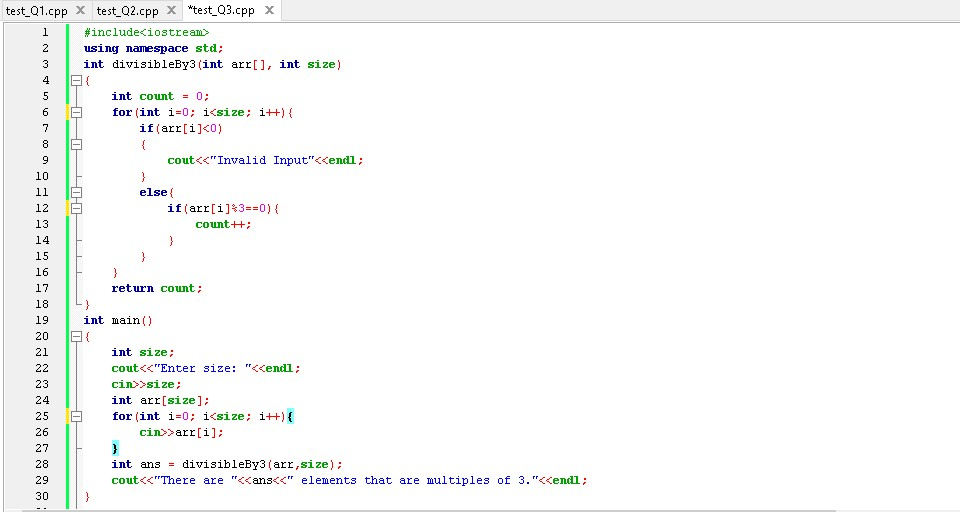 test_Q1.cpp test_Q2.cpp *test_Q3.cpp
1 #include<iostream>
2 using namespace std;
3 int divisibleBy3(int arr[], int size)
4 {
5 int count = 0;
6 for(int i=0; i<size; i++){
7 if(arr[i]<0)
8 {
9 cout<<"Invalid Input"<<endl;
10 }
11 else{
12 if(arr[i]%3==0){
13 count++;
14 }
15 }
16 }
17 return count;
18 }
19 int main()
20 {
21 int size;
22 cout<<"Enter size: "<<endl;
23 cin>>size;
24 int arr[size];
25 for(int i=0; i<size; i++){
26 cin>>arr[i];
27 }
28 int ans = divisibleBy3(arr,size);
29 cout<<"There are "<<ans<<" elements that are multiples of 3."<<endl;
30 }